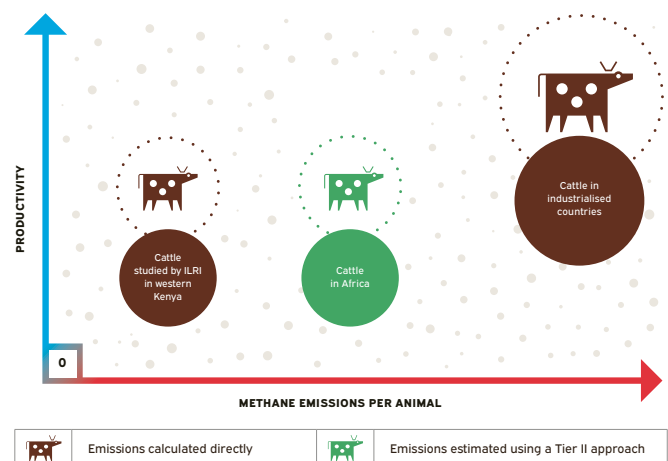 PRODUCTIVITY
Cattle in
industrialised
countries
Cattle
studied by ILRI
in western
Kenya
Cattle
in Africa
0
METHANE EMISSIONS PER ANIMAL
Emissions calculated directly
Emissions estimated using a Tier II approach